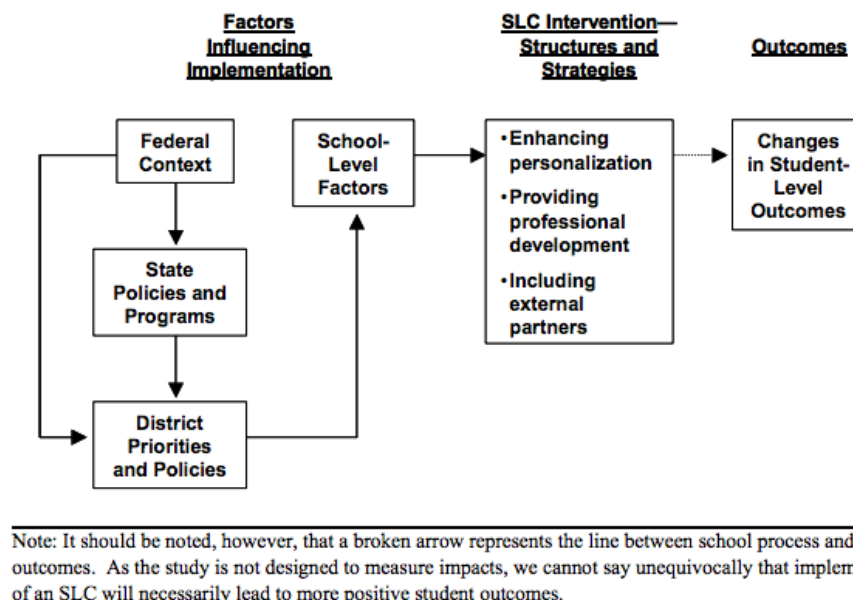 Factors
Influencing
Implementation
SLC Intervention—
Structures and
Strategies
Outcomes
Federal
Context
State
Policies and
Programs
District
Priorities
and Policies
School-
Level
Factors
•Enhancing
personalization
•Providing
professional
development
•Including
external
partners
Changes
in Student-
Level
Outcomes
Note: It should be noted, however, that a broken arrow represents the line between school process and
outcomes. As the study is not designed to measure impacts, we cannot say unequivocally that implem
of an SLC will necessarily lead to more positive student outcomes.